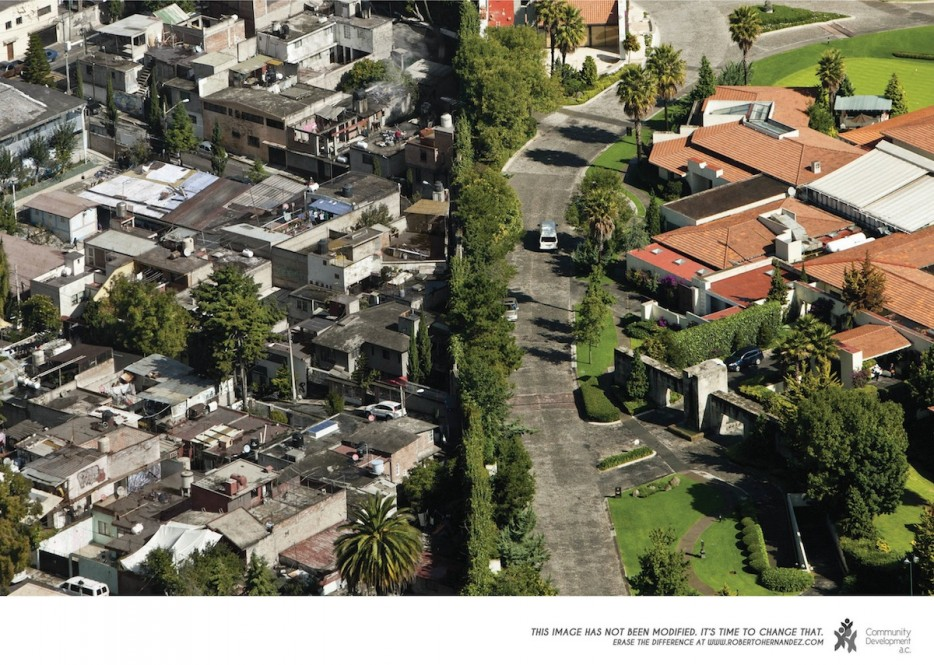 THIS IMAGE HAS NOT BEEN MODIFIED. IT'S TIME TO CHANGE THAT.
ERASE THE DIFFERENCE AT WWW.ROBERTOHERNANDEZ.COM
Community
Development
a.c.